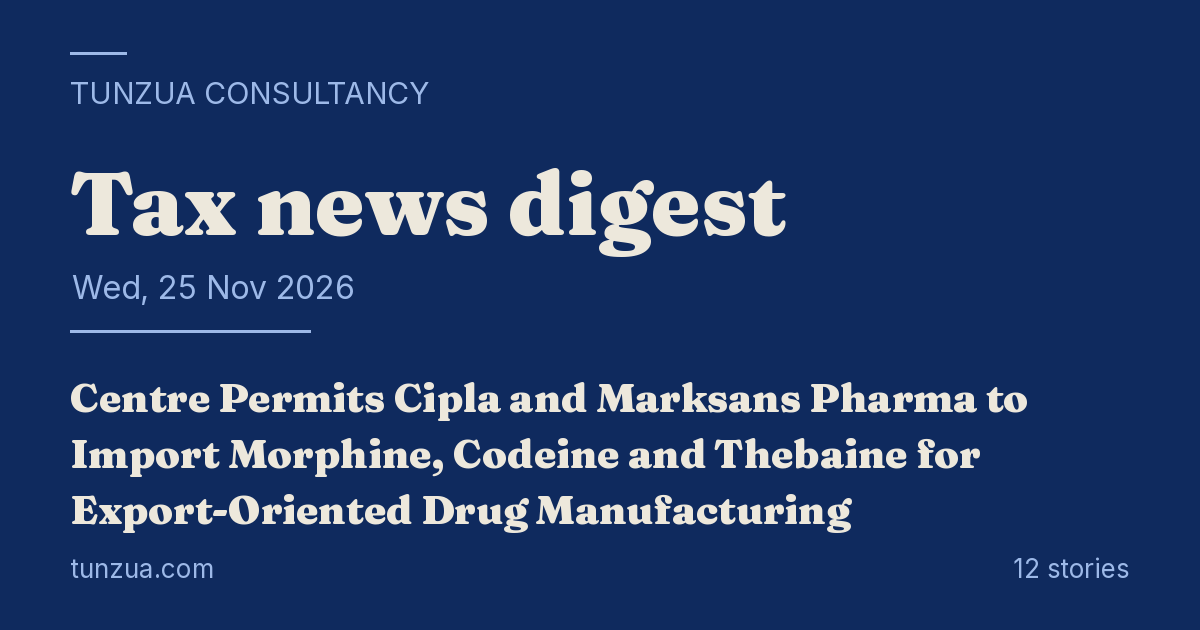 TUNZUA CONSULTANCY
Tax news digest
Wed, 25 Nov 2026
Centre Permits Cipla and Marksans Pharma to
Import Morphine, Codeine and Thebaine for
Export-Oriented Drug Manufacturing
tunzua.com
12 stories